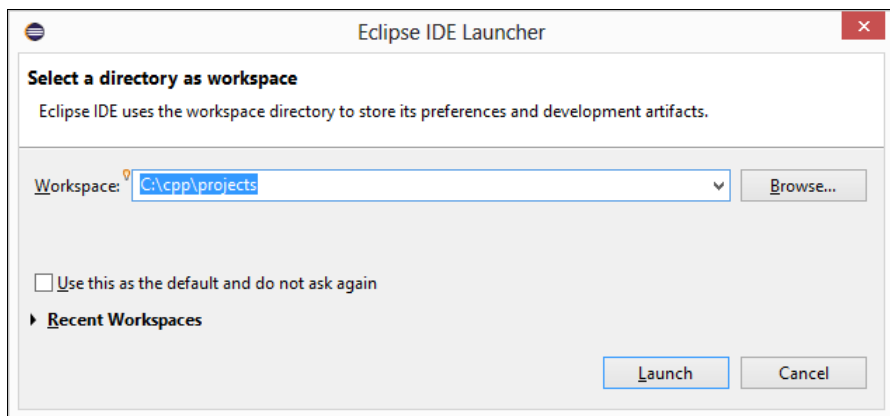 Eclipse IDE Launcher
Select a directory as workspace
Eclipse IDE uses the workspace directory to store its preferences and development artifacts.
Workspace: C:\cpp\projects Browse...
Use this as the default and do not ask again
Recent Workspaces
Launch Cancel